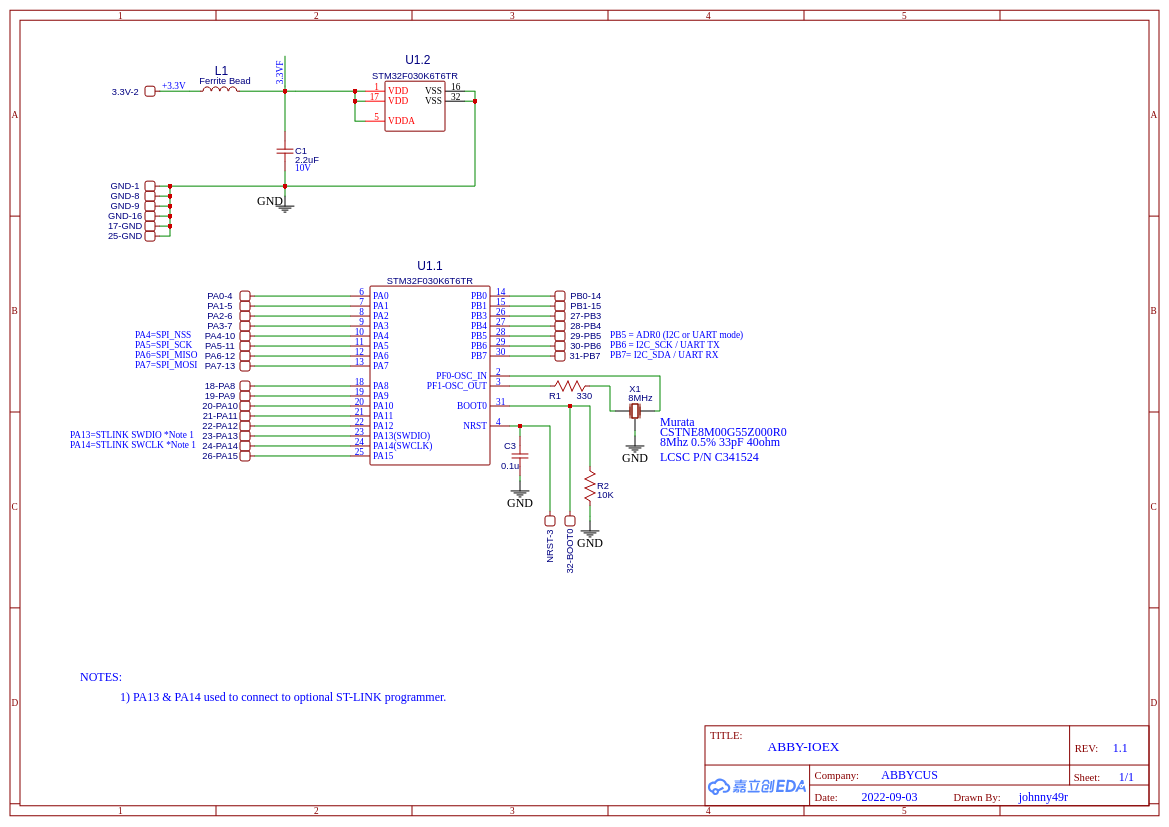 1 2 3 4 5
A A
B B
C C
D D
U1.2
STM32F030K6T6TR
L1
Ferrite Bead
3.3VF
3.3V-2
+3.3V
1 VDD VSS 16
17 VDD VSS 32
5 VDDA
C1
2.2uF
10V
GND-1
GND-8
GND-9
GND-16
17-GND
25-GND
GND
U1.1
STM32F030K6T6TR
PA0-4 6 PA0 PB0 14 PB0-14
PA1-5 7 PA1 PB1 15 PB1-15
PA2-6 8 PA2 PB3 26 27-PB3
PA3-7 9 PA3 PB4 27 28-PB4
PA4=SPI_NSS PA4-10 10 PA4 PB5 28 29-PB5 PB5 = ADR0 (I2C or UART mode)
PA5=SPI_SCK PA5-11 11 PA5 PB6 29 30-PB6 PB6 = I2C_SCK / UART TX
PA6=SPI_MISO PA6-12 12 PA6 PB7 30 31-PB7 PB7= I2C_SDA / UART RX
PA7=SPI_MOSI PA7-13 13 PA7
PF0-OSC_IN 2
18-PA8 18 PA8 PF1-OSC_OUT 3
19-PA9 19 PA9
R1 330
X1
8MHz
20-PA10 20 PA10 BOOT0 31
21-PA11 21 PA11
22-PA12 22 PA12 NRST 4
PA13=STLINK SWDIO *Note 1 23-PA13 23 PA13(SWDIO)
PA14=STLINK SWCLK *Note 1 24-PA14 24 PA14(SWCLK)
26-PA15 25 PA15
Murata
CSTNE8M00G55Z000R0
8Mhz 0.5% 33pF 40ohm
LCSC P/N C341524
GND
C3
0.1u
GND
R2
10K
GND
NRST-3
32-BOOT0
NOTES:
1) PA13 & PA14 used to connect to optional ST-LINK programmer.
TITLE:
ABBY-IOEX
REV: 1.1
嘉立创EDA
Company: ABBYCUS
Sheet: 1/1
Date: 2022-09-03 Drawn By: johnny49r
1 2 3 4 5